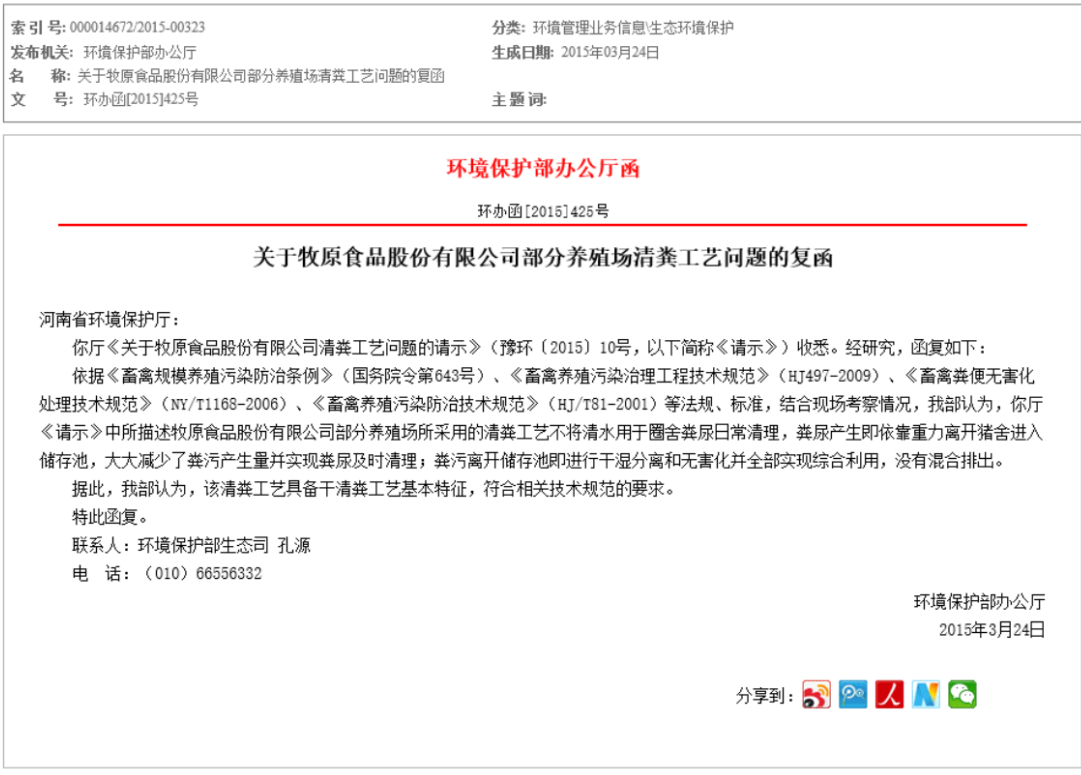 索 引 号: 000014672/2015-00323 分类: 环境管理业务信息\生态环境保护
发布机关: 环境保护部办公厅 生成日期: 2015年03月24日
名 称: 关于牧原食品股份有限公司部分养殖场清粪工艺问题的复函
文 号: 环办函[2015]425号 主 题 词:
环境保护部办公厅函
环办函[2015]425号
关于牧原食品股份有限公司部分养殖场清粪工艺问题的复函
河南省环境保护厅：
你厅《关于牧原食品股份有限公司清粪工艺问题的请示》（豫环〔2015〕10号，以下简称《请示》）收悉。经研究，函复如下：
依据《畜禽规模养殖污染防治条例》（国务院令第643号）、《畜禽养殖污染治理工程技术规范》（HJ497-2009）、《畜禽粪便无害化
处理技术规范》（NY/T1168-2006）、《畜禽养殖污染防治技术规范》（HJ/T81-2001）等法规、标准，结合现场考察情况，我部认为，你厅
《请示》中所描述牧原食品股份有限公司部分养殖场所采用的清粪工艺不将清水用于圈舍粪尿日常清理，粪尿产生即依靠重力离开猪舍进入
储存池，大大减少了粪污产生量并实现粪尿及时清理；粪污离开储存池即进行干湿分离和无害化并全部实现综合利用，没有混合排出。
据此，我部认为，该清粪工艺具备干清粪工艺基本特征，符合相关技术规范的要求。
特此函复。
联系人：环境保护部生态司 孔源
电 话：（010）66556332
环境保护部办公厅
2015年3月24日
分享到：